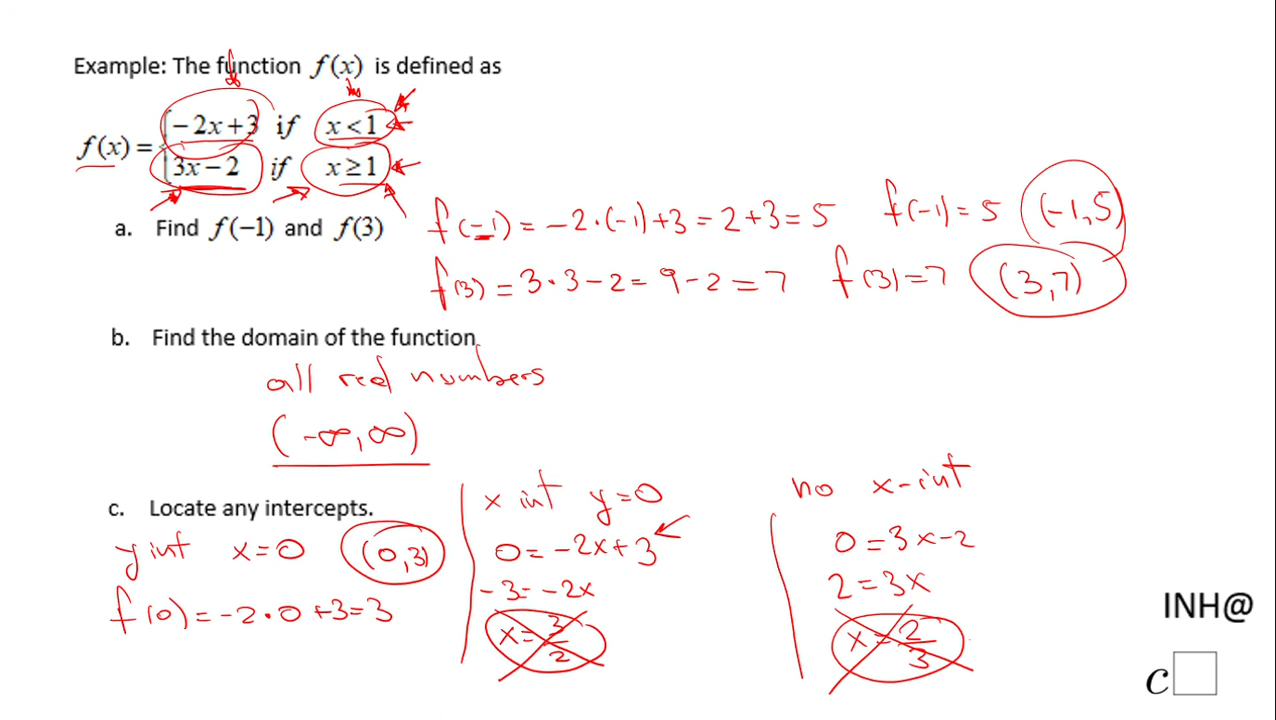 Example: The function f(x) is defined as
f(x) = { -2x+3 if x<1
3x-2 if x≥1
a. Find f(-1) and f(3)
f(-1) = -2·(-1)+3 = 2+3 = 5 f(-1) = 5 (-1,5)
f(3) = 3·3-2 = 9-2 = 7 f(3) = 7 (3,7)
b. Find the domain of the function.
all real numbers
(-∞,∞)
c. Locate any intercepts.
y int x=0 (0,3)
f(0) = -2·0+3=3
x int y=0
0 = -2x+3
-3 = -2x
x = 3/2
no x-int
0 = 3x-2
2 = 3x
x = 2/3
INH@
c